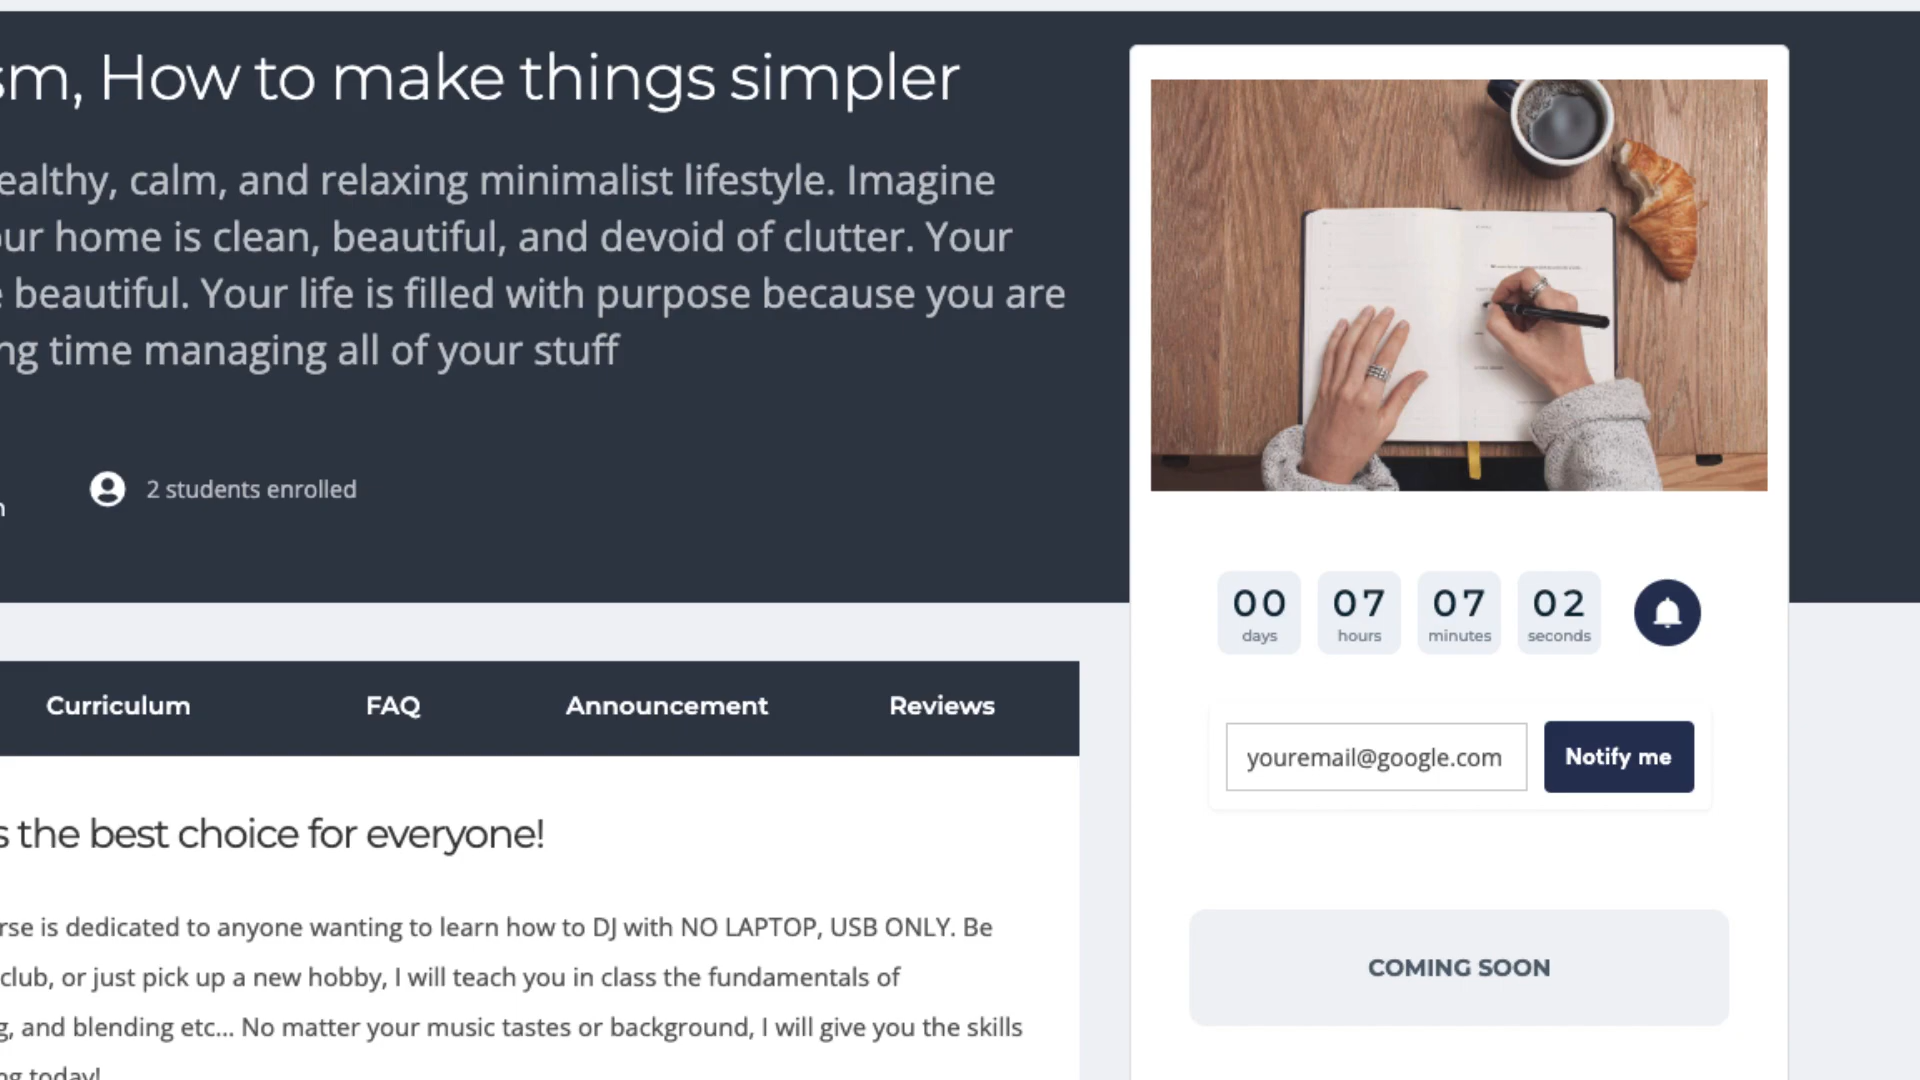 sm, How to make things simpler
ealthy, calm, and relaxing minimalist lifestyle. Imagine
our home is clean, beautiful, and devoid of clutter. Your
e beautiful. Your life is filled with purpose because you are
ng time managing all of your stuff
n
2 students enrolled
00 07 07 02
days hours minutes seconds
Curriculum FAQ Announcement Reviews
youremail@google.com Notify me
s the best choice for everyone!
rse is dedicated to anyone wanting to learn how to DJ with NO LAPTOP, USB ONLY. Be
club, or just pick up a new hobby, I will teach you in class the fundamentals of
g, and blending etc... No matter your music tastes or background, I will give you the skills
ng today!
COMING SOON